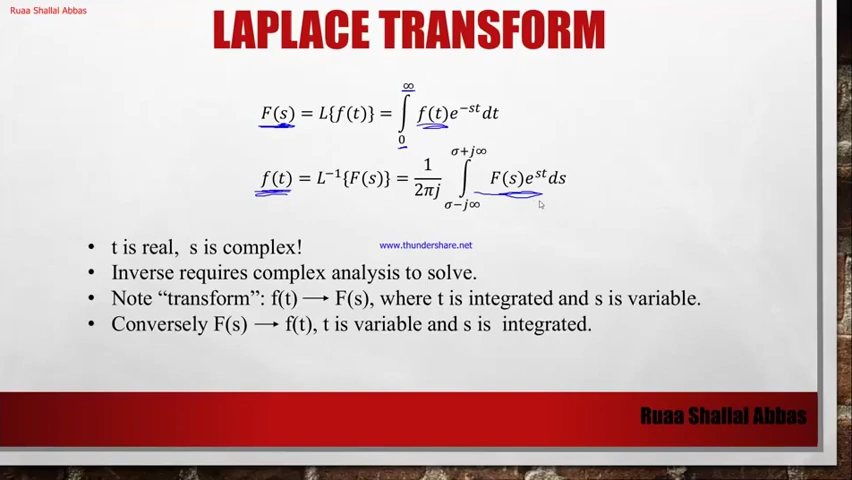 Ruaa Shallal Abbas
LAPLACE TRANSFORM
F(s) = L{f(t)} = ∫₀^∞ f(t)e^{−st}dt
f(t) = L^{−1}{F(s)} = 1/(2πj) ∫_{σ−j∞}^{σ+j∞} F(s)e^{st}ds
• t is real, s is complex!
www.thundershare.net
• Inverse requires complex analysis to solve.
• Note “transform”: f(t) ⟶ F(s), where t is integrated and s is variable.
• Conversely F(s) ⟶ f(t), t is variable and s is integrated.
Ruaa Shallal Abbas